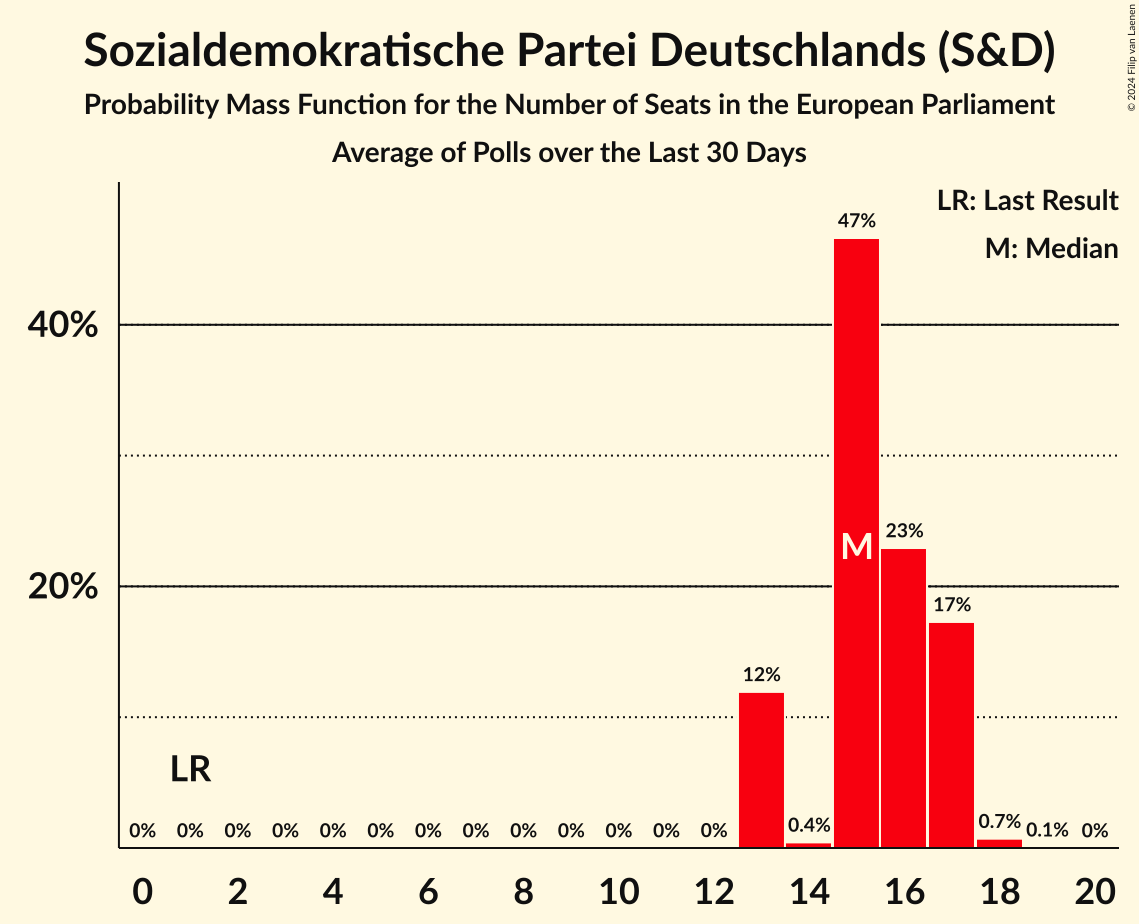 Sozialdemokratische Partei Deutschlands (S&D)
Probability Mass Function for the Number of Seats in the European Parliament
Average of Polls over the Last 30 Days
© 2024 Filip van Laenen
LR: Last Result
M: Median
47%
40%
M
23%
20%
17%
12%
LR
0% 0% 0% 0% 0% 0% 0% 0% 0% 0% 0% 0% 0% 0.4% 0.7% 0.1% 0%
0 2 4 6 8 10 12 14 16 18 20